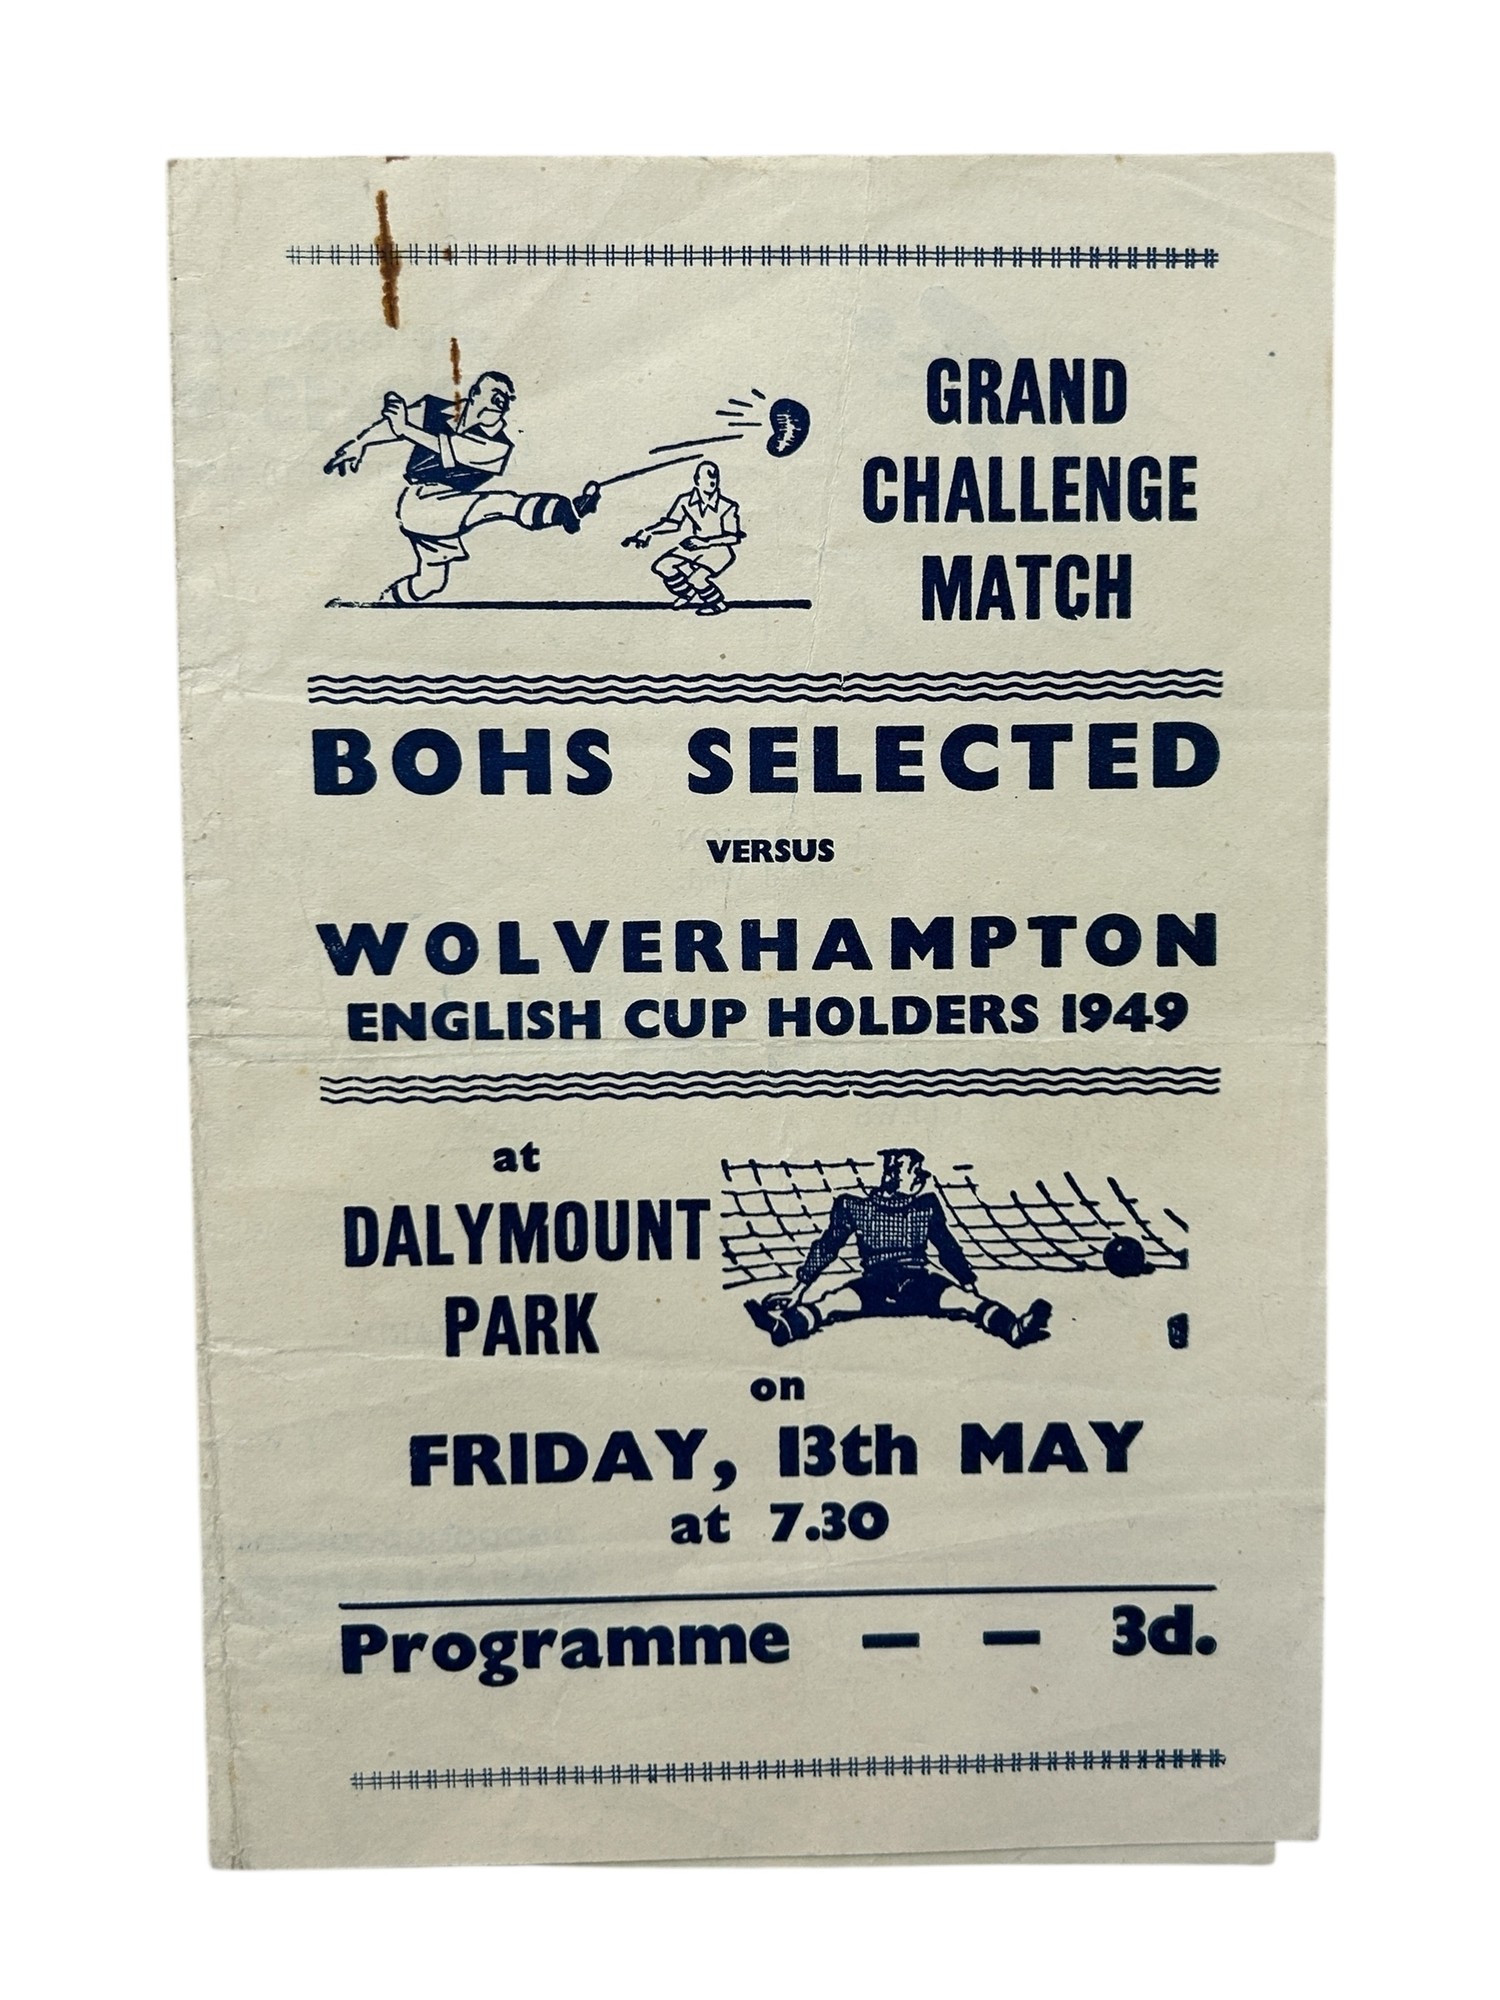 GRAND
CHALLENGE
MATCH
BOHS SELECTED
VERSUS
WOLVERHAMPTON
ENGLISH CUP HOLDERS 1949
at
DALYMOUNT
PARK
on
FRIDAY, 13th MAY
at 7.30
Programme — — 3d.